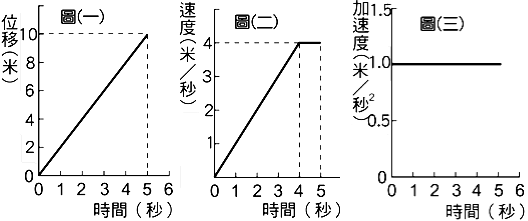 圖(一)
位移(米)
10
8
6
4
2
0
0 1 2 3 4 5 6
時間(秒)
圖(二)
速度(米/秒)
4
3
2
1
0 1 2 3 4 5
時間(秒)
圖(三)
加速度(米/秒²)
1.5
1.0
0.5
0
0 1 2 3 4 5 6
時間(秒)